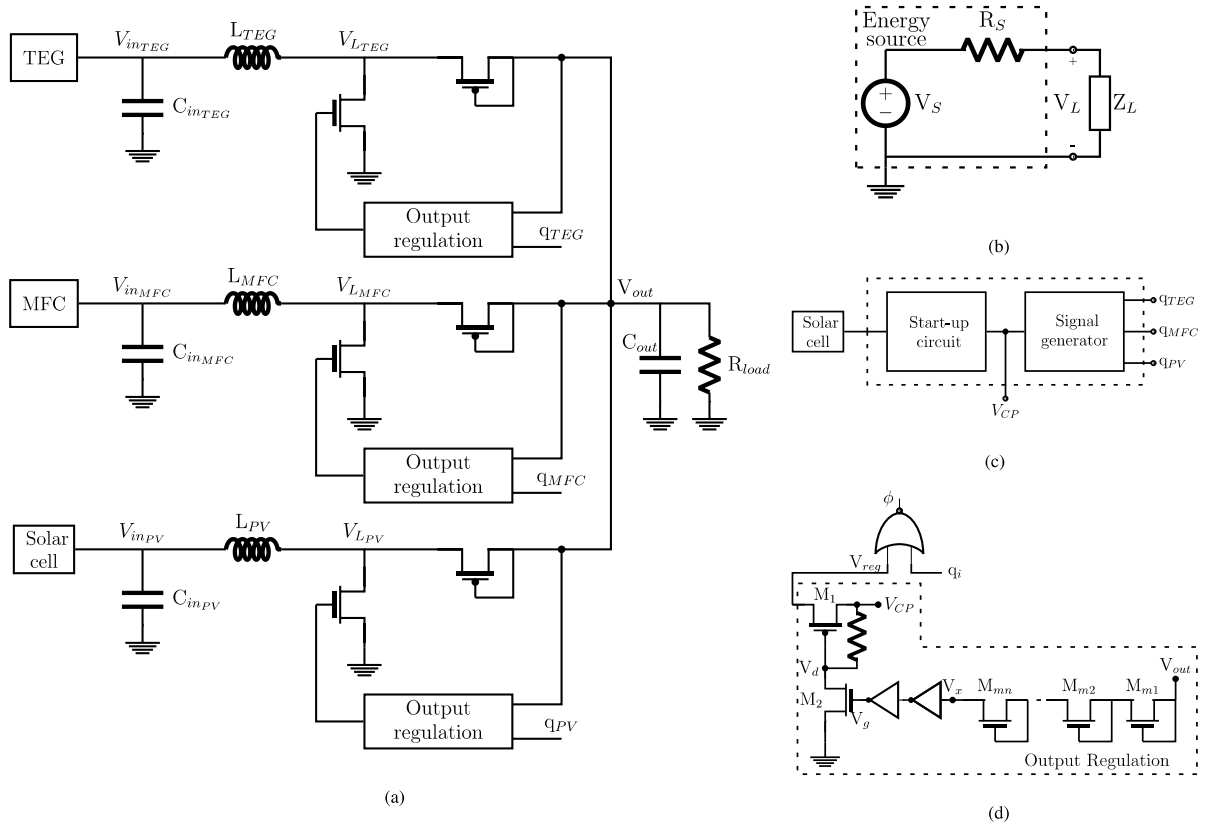 TEG
V_{in_{TEG}}
L_{TEG}
V_{L_{TEG}}
C_{in_{TEG}}
Output
regulation
q_{TEG}
MFC
V_{in_{MFC}}
L_{MFC}
V_{L_{MFC}}
C_{in_{MFC}}
Output
regulation
q_{MFC}
V_{out}
C_{out}
R_{load}
Solar
cell
V_{in_{PV}}
L_{PV}
V_{L_{PV}}
C_{in_{PV}}
Output
regulation
q_{PV}
(a)
Energy
source
R_S
+
−
V_S
+
V_L
-
Z_L
(b)
Solar
cell
Start-up
circuit
Signal
generator
q_{TEG}
q_{MFC}
q_{PV}
V_{CP}
(c)
ϕ
V_{reg}
q_i
M_1
V_{CP}
V_d
M_2
V_g
V_x
M_{mn}
M_{m2}
M_{m1}
V_{out}
Output Regulation
(d)